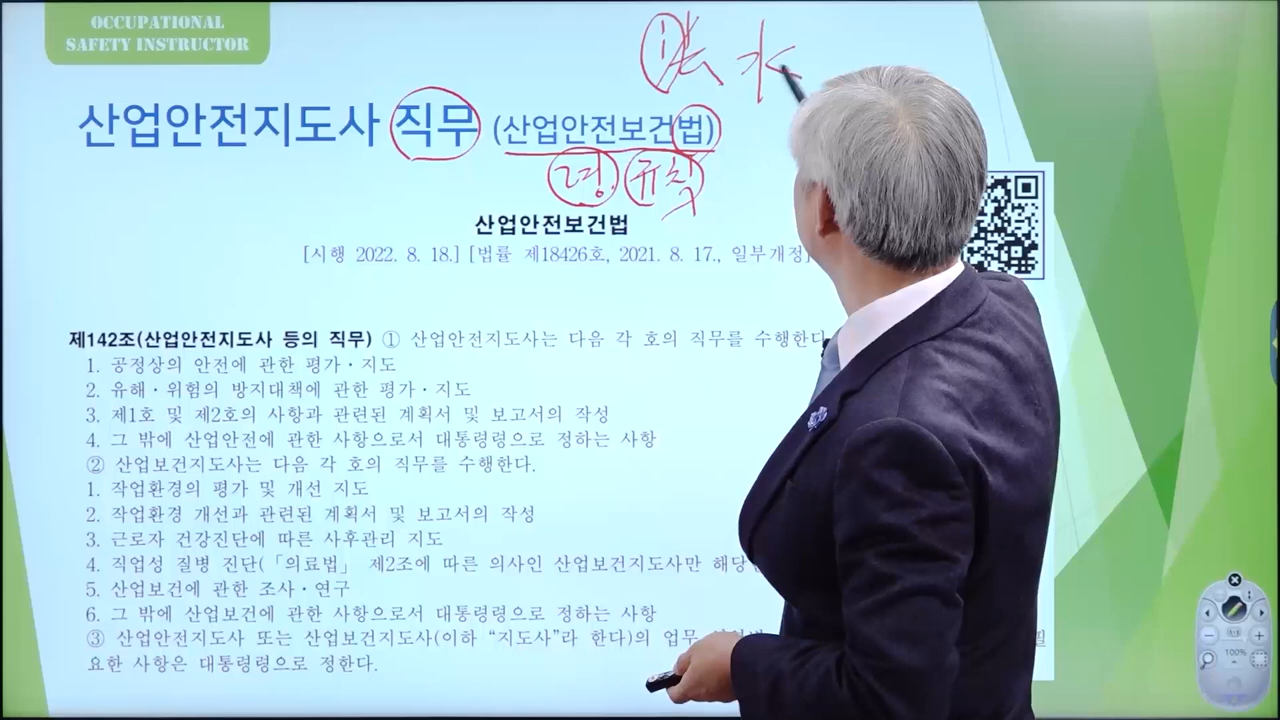 OCCUPATIONAL
SAFETY INSTRUCTOR
法 水
산업안전지도사 직무 (산업안전보건법)
령. 규칙
산업안전보건법
[시행 2022. 8. 18.] [법률 제18426호, 2021. 8. 17., 일부개정]
제142조(산업안전지도사 등의 직무) ① 산업안전지도사는 다음 각 호의 직무를 수행한다
1. 공정상의 안전에 관한 평가·지도
2. 유해·위험의 방지대책에 관한 평가·지도
3. 제1호 및 제2호의 사항과 관련된 계획서 및 보고서의 작성
4. 그 밖에 산업안전에 관한 사항으로서 대통령령으로 정하는 사항
② 산업보건지도사는 다음 각 호의 직무를 수행한다.
1. 작업환경의 평가 및 개선 지도
2. 작업환경 개선과 관련된 계획서 및 보고서의 작성
3. 근로자 건강진단에 따른 사후관리 지도
4. 직업성 질병 진단(「의료법」 제2조에 따른 의사인 산업보건지도사만 해당
5. 산업보건에 관한 조사·연구
6. 그 밖에 산업보건에 관한 사항으로서 대통령령으로 정하는 사항
③ 산업안전지도사 또는 산업보건지도사(이하 “지도사”라 한다)의 업무 필
요한 사항은 대통령령으로 정한다.
100%